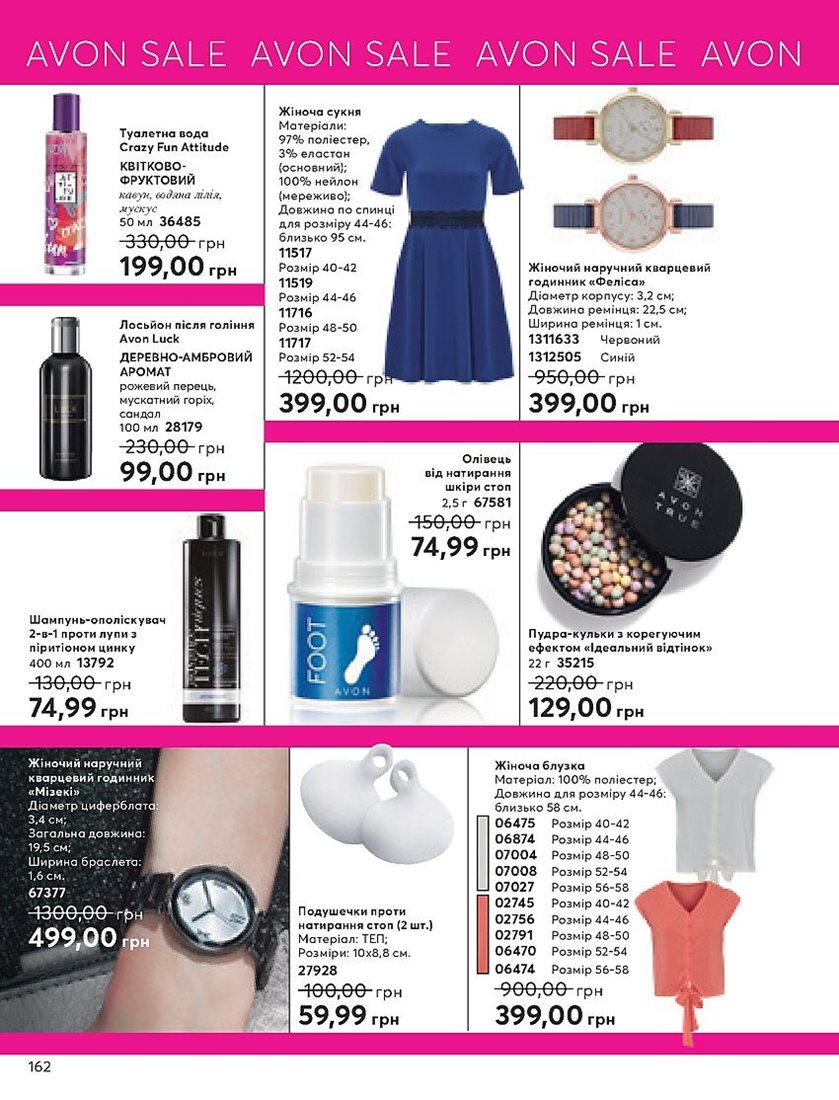 AVON SALE AVON SALE AVON SALE AVON
Туалетна вода
Crazy Fun Attitude
КВІТКОВО-
ФРУКТОВИЙ
кавун, водяна лілія,
мускус
50 мл 36485
330,00 грн
199,00 грн
Лосьйон після гоління
Avon Luck
ДЕРЕВНО-АМБРОВИЙ
АРОМАТ
рожевий перець,
мускатний горіх,
сандал
100 мл 28179
230,00 грн
99,00 грн
LUCK
Шампунь-ополіскувач
2-в-1 проти лупи з
піритіоном цинку
400 мл 13792
130,00 грн
74,99 грн
Жіноча сукня
Матеріали:
97% поліестер,
3% еластан
(основний);
100% нейлон
(мереживо);
Довжина по спинці
для розміру 44-46:
близько 95 см.
11517
Розмір 40-42
11519
Розмір 44-46
11716
Розмір 48-50
11717
Розмір 52-54
1200,00 грн
399,00 грн
Жіночий наручний кварцевий
годинник «Феліса»
Діаметр корпусу: 3,2 см;
Довжина ремінця: 22,5 см;
Ширина ремінця: 1 см.
1311633 Червоний
1312505 Синій
950,00 грн
399,00 грн
Олівець
від натирання
шкіри стоп
2,5 г 67581
150,00 грн
74,99 грн
FOOT
AVON
AVON
TRUE
Пудра-кульки з корегуючим
ефектом «Ідеальний відтінок»
22 г 35215
220,00 грн
129,00 грн
Жіночий наручний
кварцевий годинник
«Мізекі»
Діаметр циферблата:
3,4 см;
Загальна довжина:
19,5 см;
Ширина браслета:
1,6 см.
67377
1300,00 грн
499,00 грн
Подушечки проти
натирання стоп (2 шт.)
Матеріал: ТЕП;
Розміри: 10х8,8 см.
27928
100,00 грн
59,99 грн
Жіноча блузка
Матеріал: 100% поліестер;
Довжина для розміру 44-46:
близько 58 см.
06475 Розмір 40-42
06874 Розмір 44-46
07004 Розмір 48-50
07008 Розмір 52-54
07027 Розмір 56-58
02745 Розмір 40-42
02756 Розмір 44-46
02791 Розмір 48-50
06470 Розмір 52-54
06474 Розмір 56-58
900,00 грн
399,00 грн
162